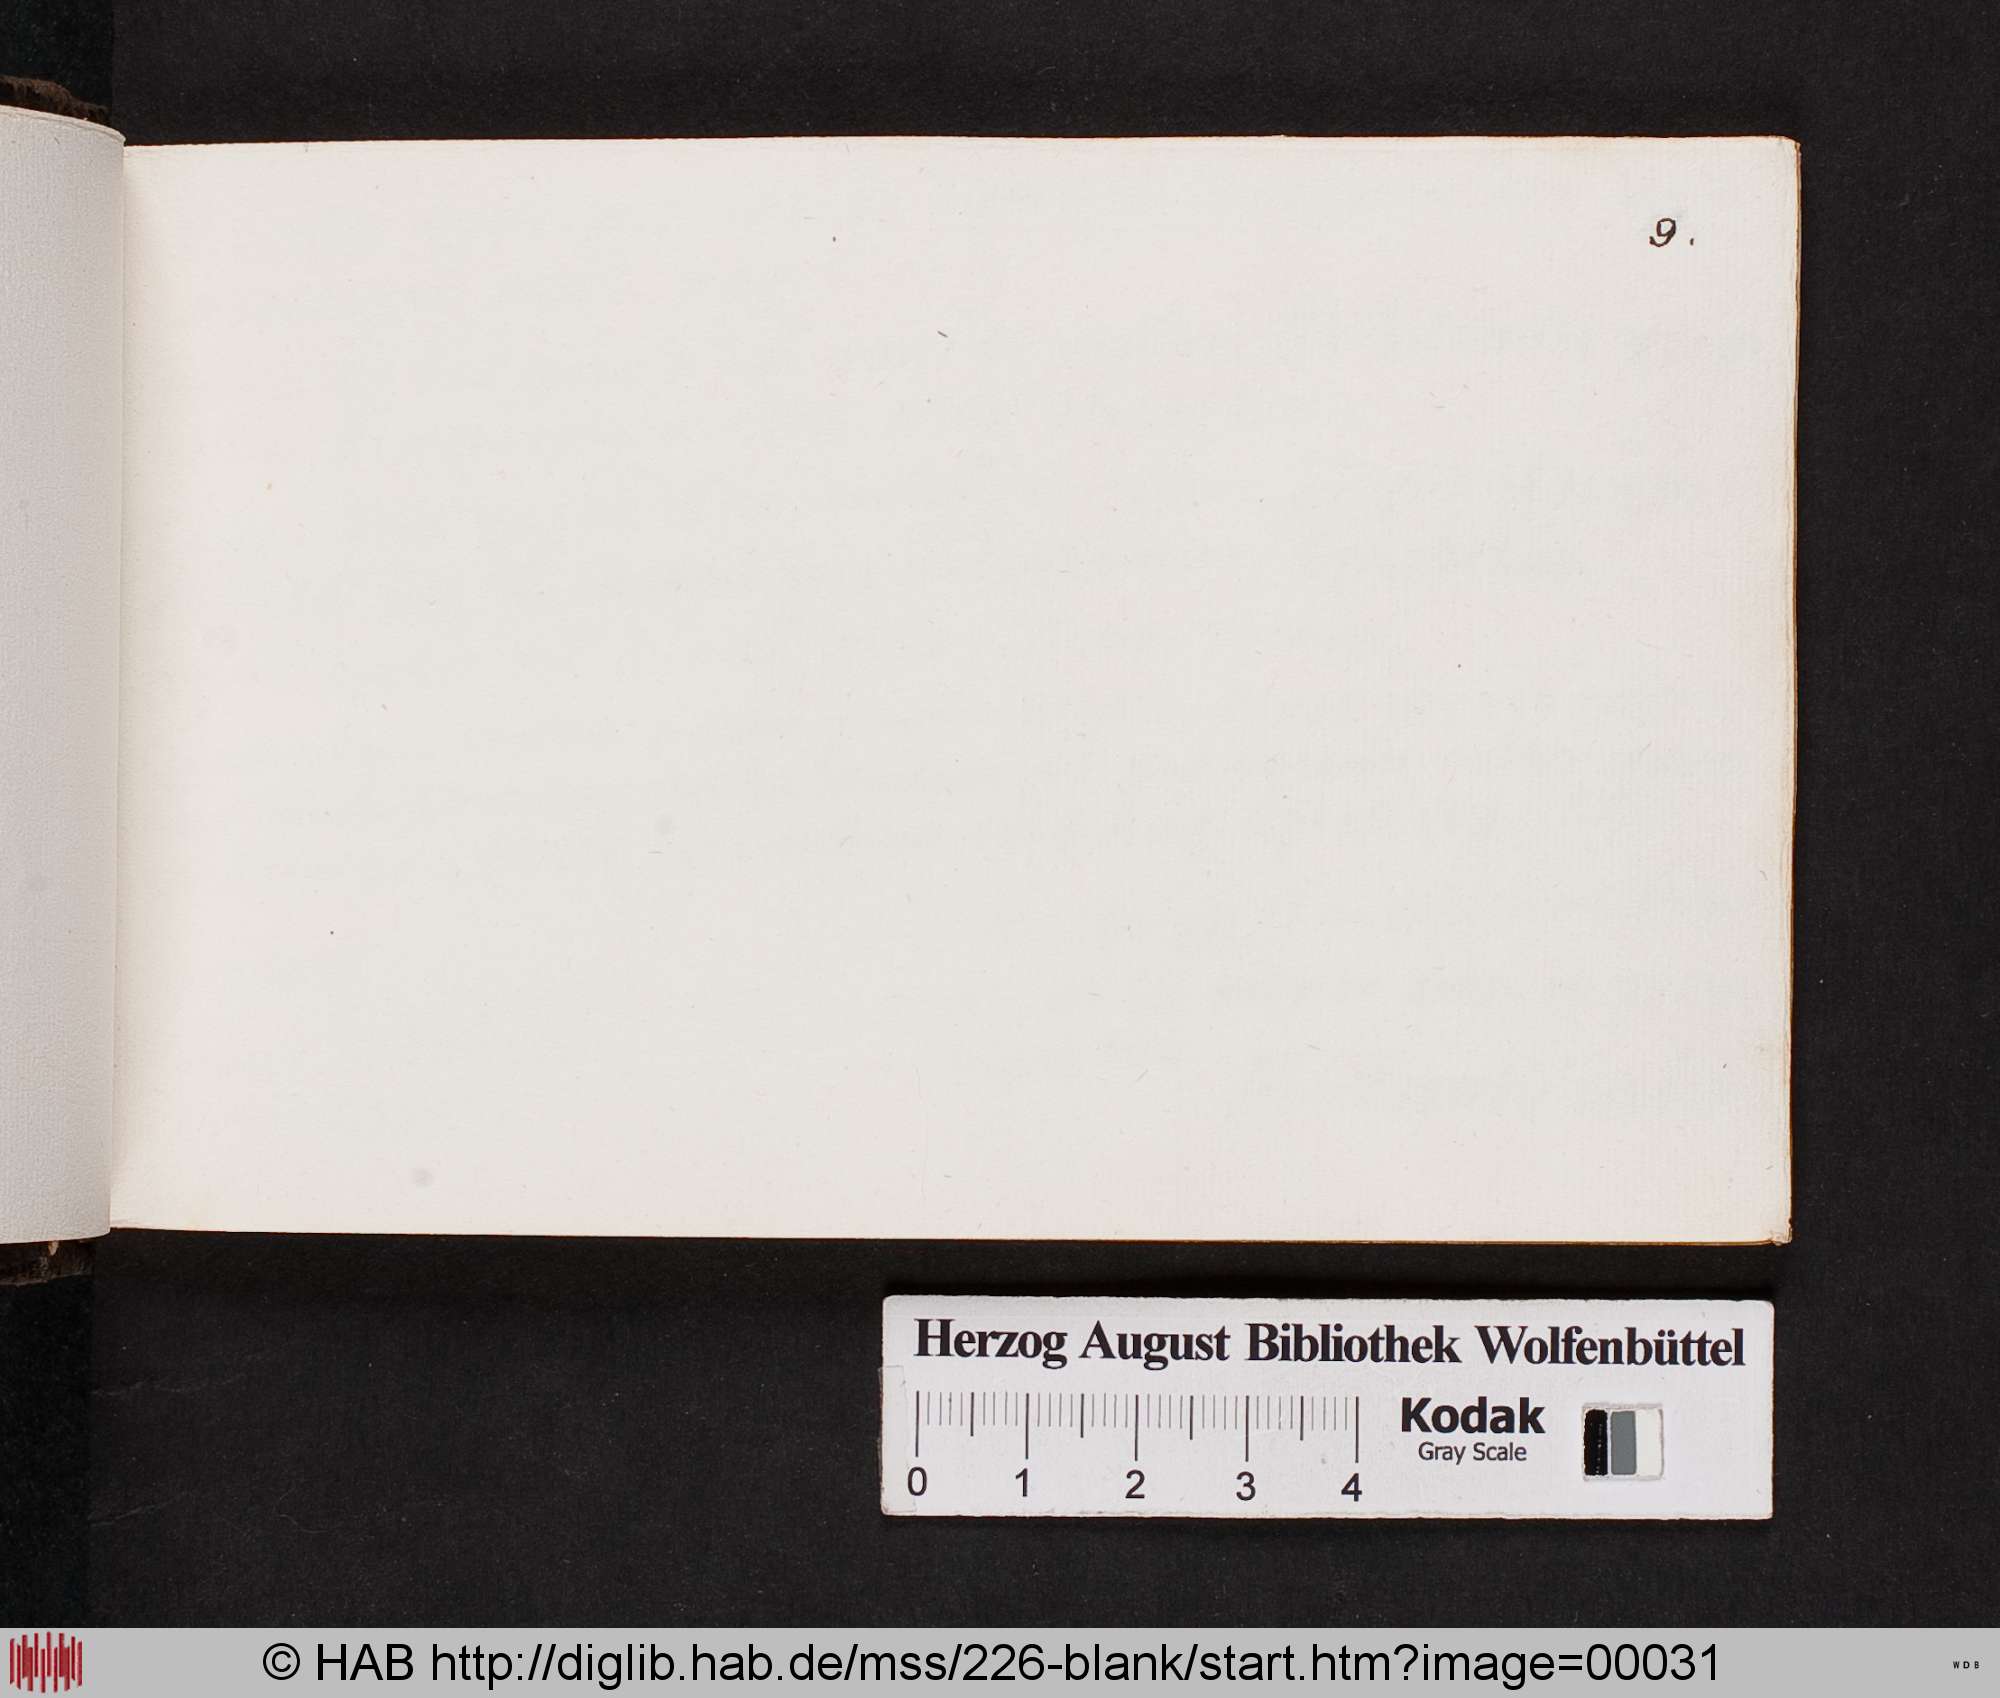 9.
Herzog August Bibliothek Wolfenbüttel
Kodak
Gray Scale
0 1 2 3 4
© HAB http://diglib.hab.de/mss/226-blank/start.htm?image=00031
WDB